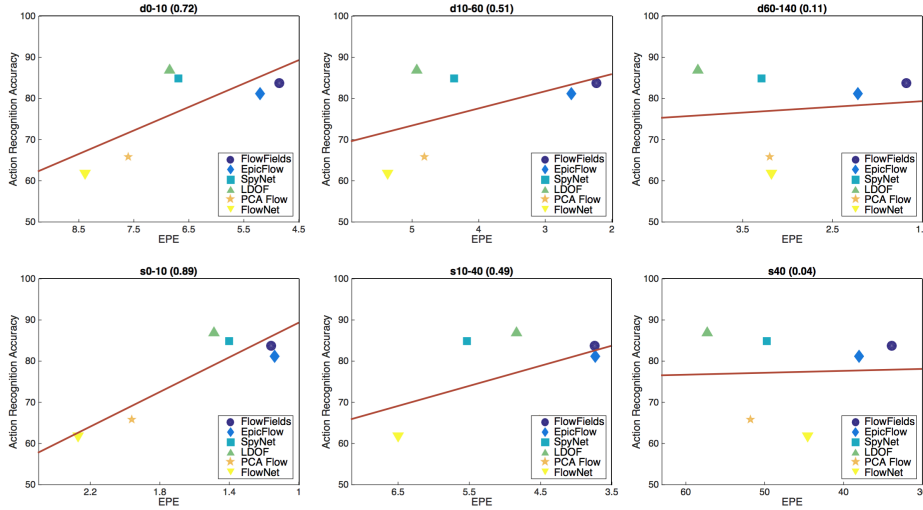 d0-10 (0.72)
Action Recognition Accuracy
100
90
80
70
60
50
8.5
7.5
6.5
5.5
4.5
EPE
FlowFields
EpicFlow
SpyNet
LDOF
PCA Flow
FlowNet
d10-60 (0.51)
Action Recognition Accuracy
100
90
80
70
60
50
5
4
3
2
EPE
FlowFields
EpicFlow
SpyNet
LDOF
PCA Flow
FlowNet
d60-140 (0.11)
Action Recognition Accuracy
100
90
80
70
60
50
3.5
2.5
EPE
FlowFields
EpicFlow
SpyNet
LDOF
PCA Flow
FlowNet
s0-10 (0.89)
Action Recognition Accuracy
100
90
80
70
60
50
2.2
1.8
1.4
1
EPE
FlowFields
EpicFlow
SpyNet
LDOF
PCA Flow
FlowNet
s10-40 (0.49)
Action Recognition Accuracy
100
90
80
70
60
50
6.5
5.5
4.5
3.5
EPE
FlowFields
EpicFlow
SpyNet
LDOF
PCA Flow
FlowNet
s40 (0.04)
Action Recognition Accuracy
100
90
80
70
60
50
60
50
40
EPE
FlowFields
EpicFlow
SpyNet
LDOF
PCA Flow
FlowNet